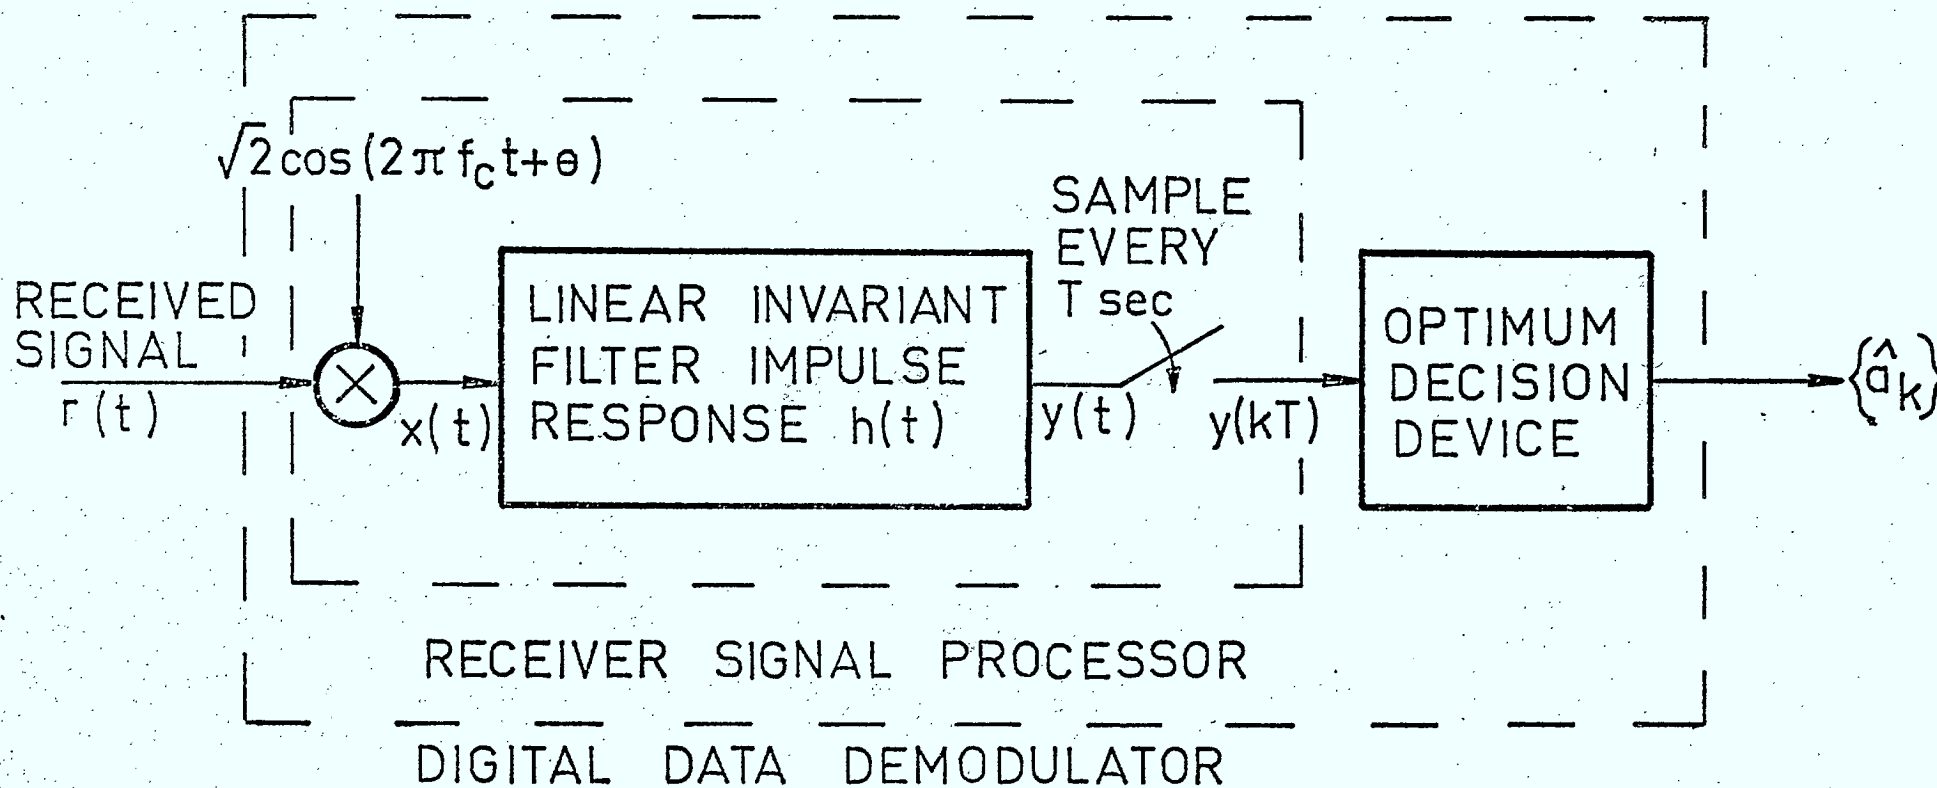 √2 cos(2π f_c t+θ)
SAMPLE
EVERY
T sec
RECEIVED
SIGNAL
r(t)
x(t)
LINEAR INVARIANT
FILTER IMPULSE
RESPONSE h(t)
y(t)
y(kT)
OPTIMUM
DECISION
DEVICE
{â_k}
RECEIVER SIGNAL PROCESSOR
DIGITAL DATA DEMODULATOR